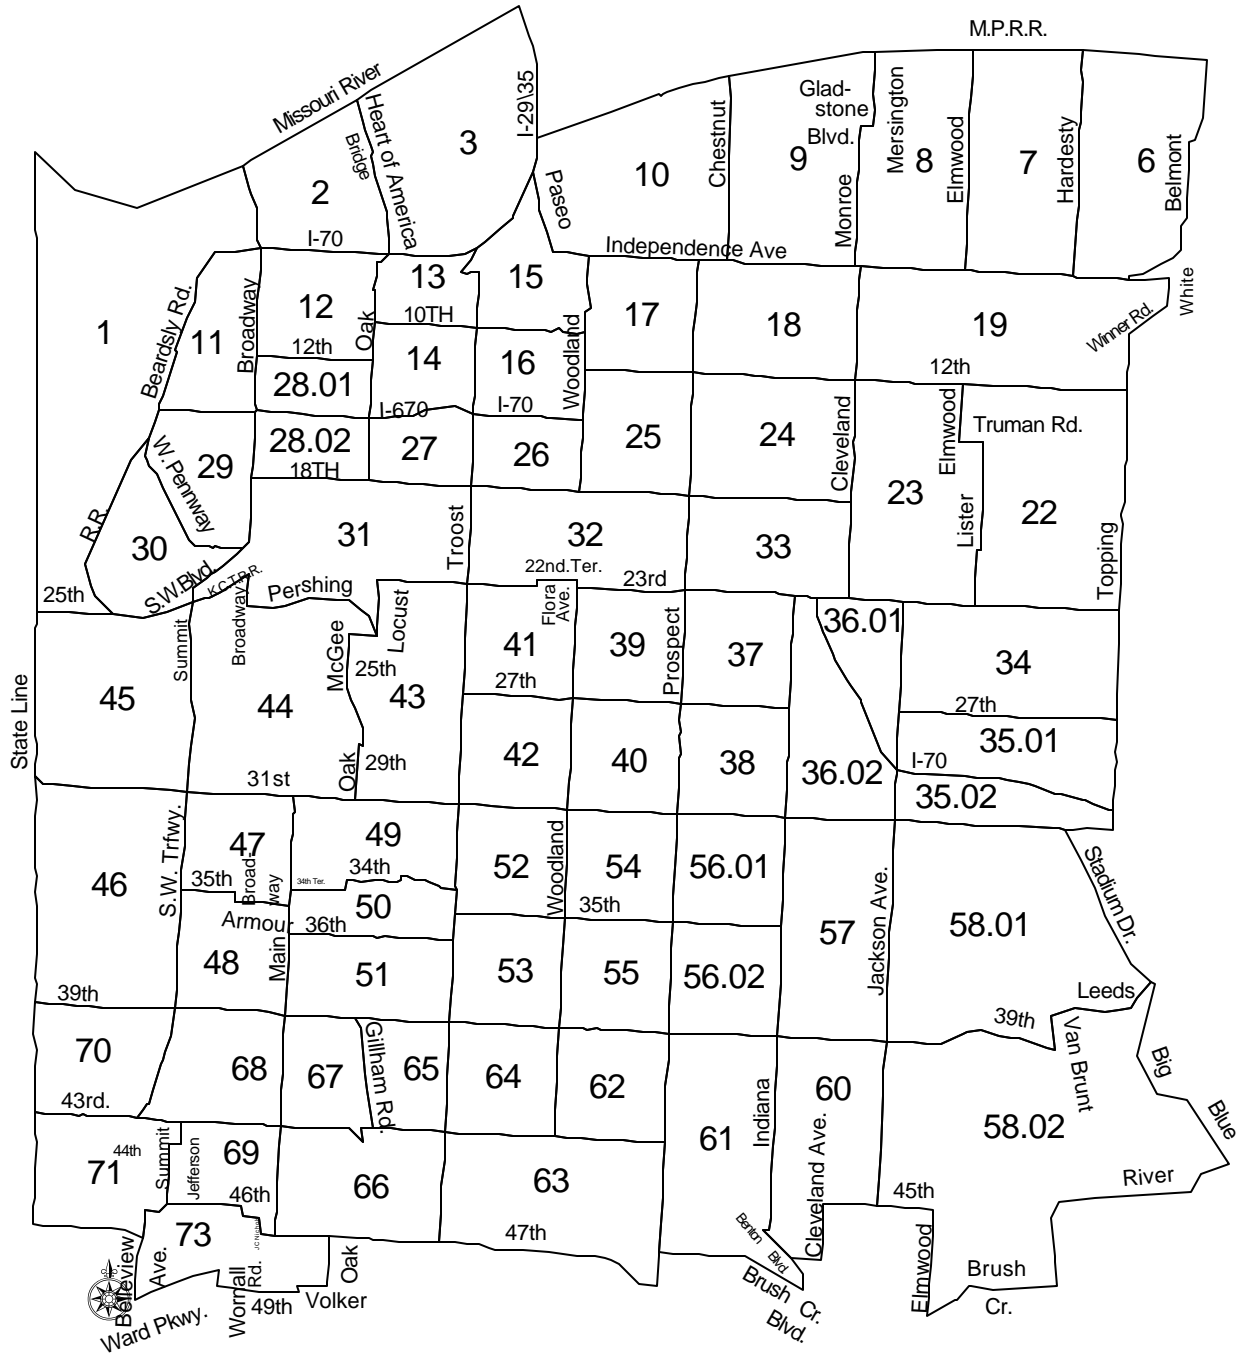 M.P.R.R.
Missouri River
I-29\35
Heart of America
Bridge
3
2
Chestnut
Glad-
stone
Blvd.
Mersington
Elmwood
Hardesty
Belmont
10
9
8
7
6
Paseo
Monroe
I-70
Independence Ave
White
1
Beardsly Rd.
11
Broadway
12
Oak
13
10TH
15
Woodland
17
18
19
Winner Rd.
12th
14
16
12th
28.01
I-670
I-70
28.02
18TH
27
26
25
24
Cleveland
Elmwood
Truman Rd.
W. Pennway
29
R.R.
30
S.W.Blvd.
K.C.T.R.R.
31
Troost
32
22nd.Ter.
23rd
33
23
Lister
22
Topping
25th
Pershing
Summit
Broadway
McGee
Locust
25th
41
Flora
Ave.
39
Prospect
37
36.01
34
27th
27th
State Line
45
44
43
Oak
29th
31st
42
40
38
36.02
35.01
I-70
35.02
S.W. Trfwy.
47
35th
Broad-
way
49
34th
34th Ter.
52
Woodland
54
56.01
35th
Stadium Dr.
46
Armour
36th
50
48
Main
51
53
55
56.02
57
Jackson Ave.
58.01
39th
Leeds
39th
Van Brunt
Big
Blue
River
70
43rd.
68
67
Gillham Rd.
65
64
62
61
Indiana
60
Cleveland Ave.
58.02
45th
71
44th
Summit
Jefferson
69
46th
66
63
47th
73
JC Nichols
Benton
Blvd.
Belleview
Ave.
Wornall
Rd.
Oak
49th
Volker
Ward Pkwy.
Brush Cr.
Blvd.
Elmwood
Brush
Cr.